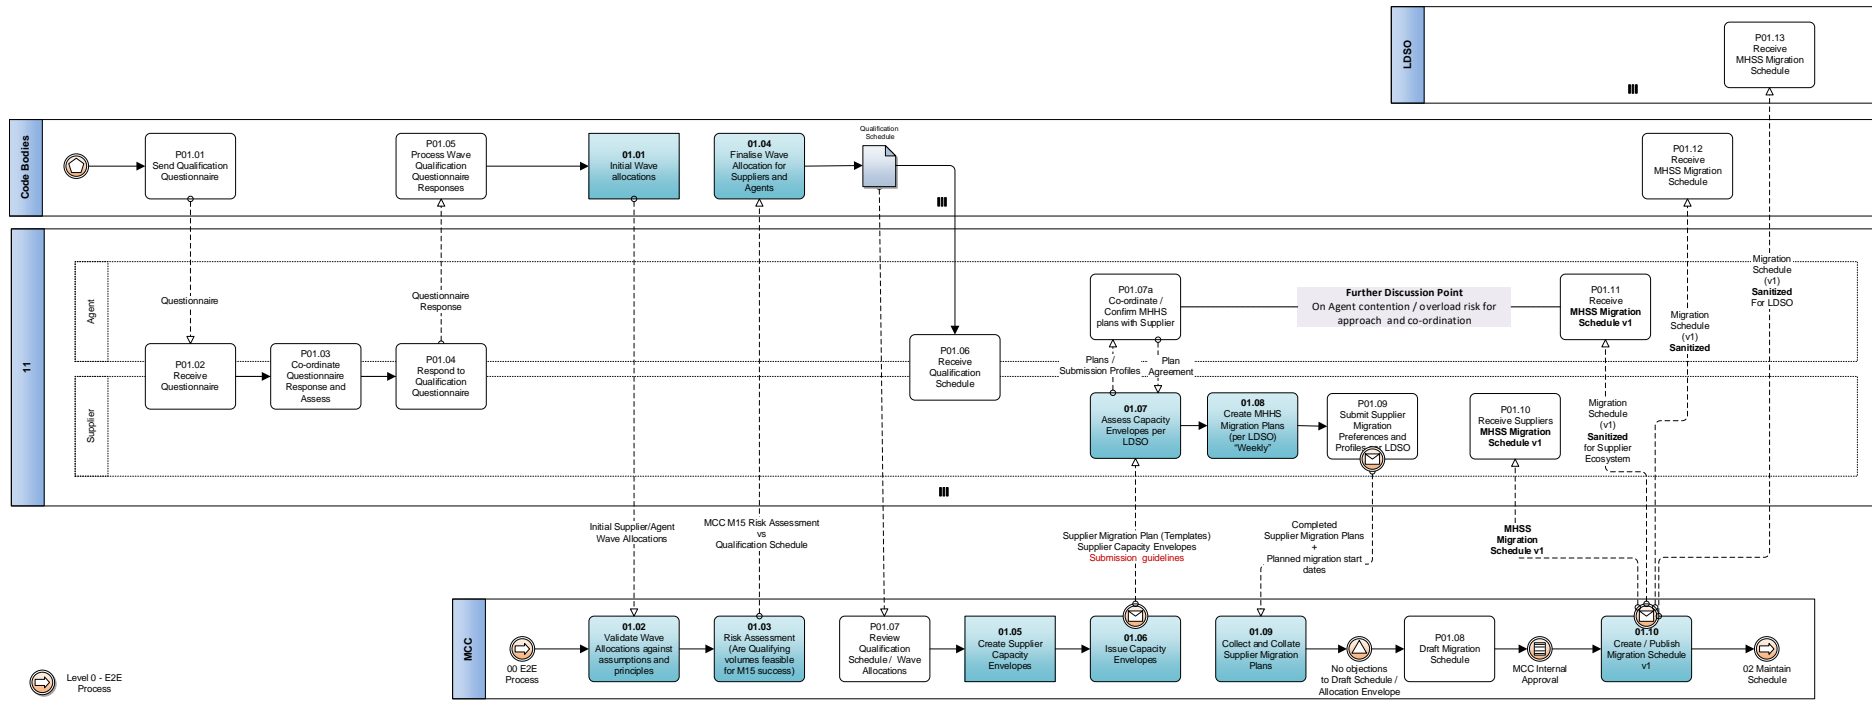 LDSO
P01.13
Receive
MHSS Migration
Schedule
Code Bodies
P01.01
Send Qualification
Questionnaire
P01.05
Process Wave
Qualification
Questionnaire
Responses
01.01
Initial Wave
allocations
01.04
Finalise Wave
Allocation for
Suppliers and
Agents
Qualification
Schedule
P01.12
Receive
MHSS Migration
Schedule
11
Agent
Supplier
Questionnaire
Questionnaire
Response
P01.02
Receive
Questionnaire
P01.03
Co-ordinate
Questionnaire
Response and
Assess
P01.04
Respond to
Qualification
Questionnaire
P01.06
Receive
Qualification
Schedule
P01.07a
Co-ordinate /
Confirm MHHS
plans with Supplier
Further Discussion Point
On Agent contention / overload risk for
approach and co-ordination
P01.11
Receive
MHSS Migration
Schedule v1
Migration
Schedule
(v1)
Sanitized
Migration
Schedule
(v1)
Sanitized
For LDSO
Plans /
Submission Profiles
Plan
Agreement
01.07
Assess Capacity
Envelopes per
LDSO
01.08
Create MHHS
Migration Plans
(per LDSO)
"Weekly"
P01.09
Submit Supplier
Migration
Preferences and
Profiles per LDSO
P01.10
Receive Suppliers
MHSS Migration
Schedule v1
Migration
Schedule
(v1)
Sanitized
for Supplier
Ecosystem
Initial Supplier/Agent
Wave Allocations
MCC M15 Risk Assessment
vs
Qualification Schedule
Supplier Migration Plan (Templates)
Supplier Capacity Envelopes
Submission guidelines
Completed
Supplier Migration Plans
+
Planned migration start
dates
MHSS
Migration
Schedule v1
MCC
00 E2E
Process
01.02
Validate Wave
Allocations against
assumptions and
principles
01.03
Risk Assessment
(Are Qualifying
volumes feasible
for M15 success)
P01.07
Review
Qualification
Schedule / Wave
Allocations
01.05
Create Supplier
Capacity
Envelopes
01.06
Issue Capacity
Envelopes
01.09
Collect and Collate
Supplier Migration
Plans
No objections
to Draft Schedule /
Allocation Envelope
P01.08
Draft Migration
Schedule
MCC Internal
Approval
01.10
Create / Publish
Migration Schedule
v1
02 Maintain
Schedule
Level 0 - E2E
Process